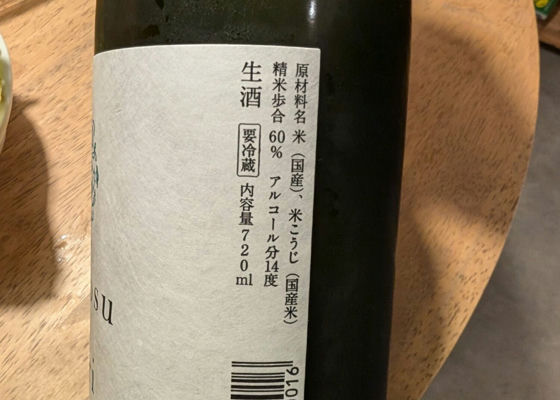 原材料名 米(国産)、米こうじ(国産米)
精米歩合 60% アルコール分14度
生酒 要冷蔵 内容量720ml
su
i
016